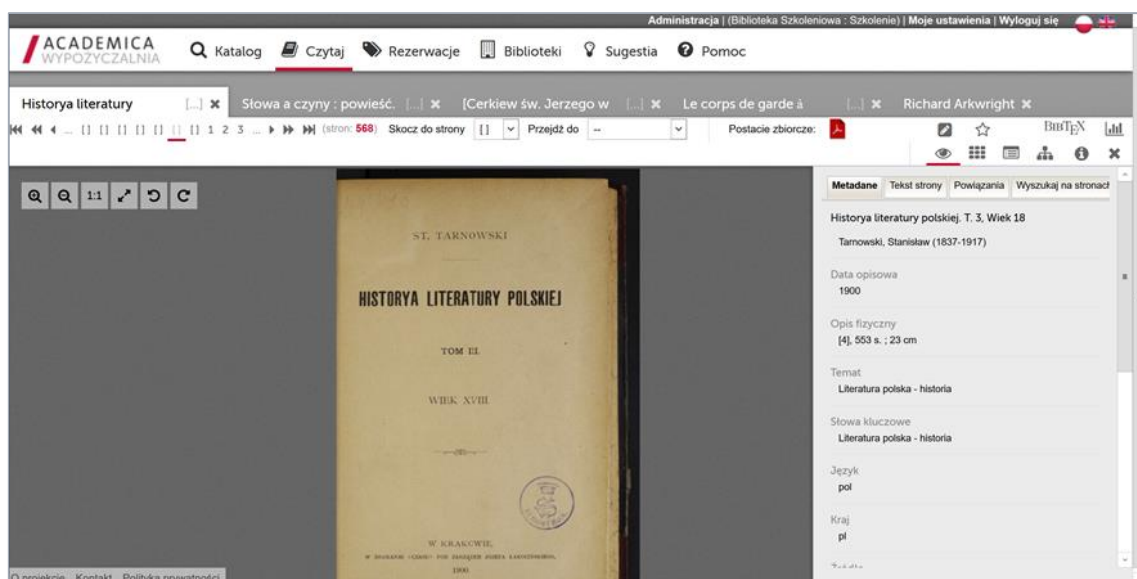 Administracja | (Biblioteka Szkoleniowa : Szkolenie) | Moje ustawienia | Wyloguj się
ACADEMICA
WYPOŻYCZALNIA
Katalog Czytaj Rezerwacje Biblioteki Sugestia Pomoc
Historya literatury [...] × Słowa a czyny : powieść. [...] × [Cerkiew św. Jerzego w [...] × Le corps de garde à [...] × Richard Arkwright ×
... [] [] [] [] [] [] [] 1 2 3 ... (stron: 568) Skocz do strony [] Przejdź do -- Postacie zbiorcze: BIBTEX
1:1
Metadane Tekst strony Powiązania Wyszukaj na stronach
Historya literatury polskiej. T. 3, Wiek 18
Tarnowski, Stanisław (1837-1917)
Data opisowa
1900
Opis fizyczny
[4], 553 s. ; 23 cm
Temat
Literatura polska - historia
Słowa kluczowe
Literatura polska - historia
Język
pol
Kraj
pl
ST. TARNOWSKI
HISTORYA LITERATURY POLSKIEJ
TOM III.
WIEK XVIII.
W KRAKOWIE,
1900
O projekcie Kontakt Polityka prywatności